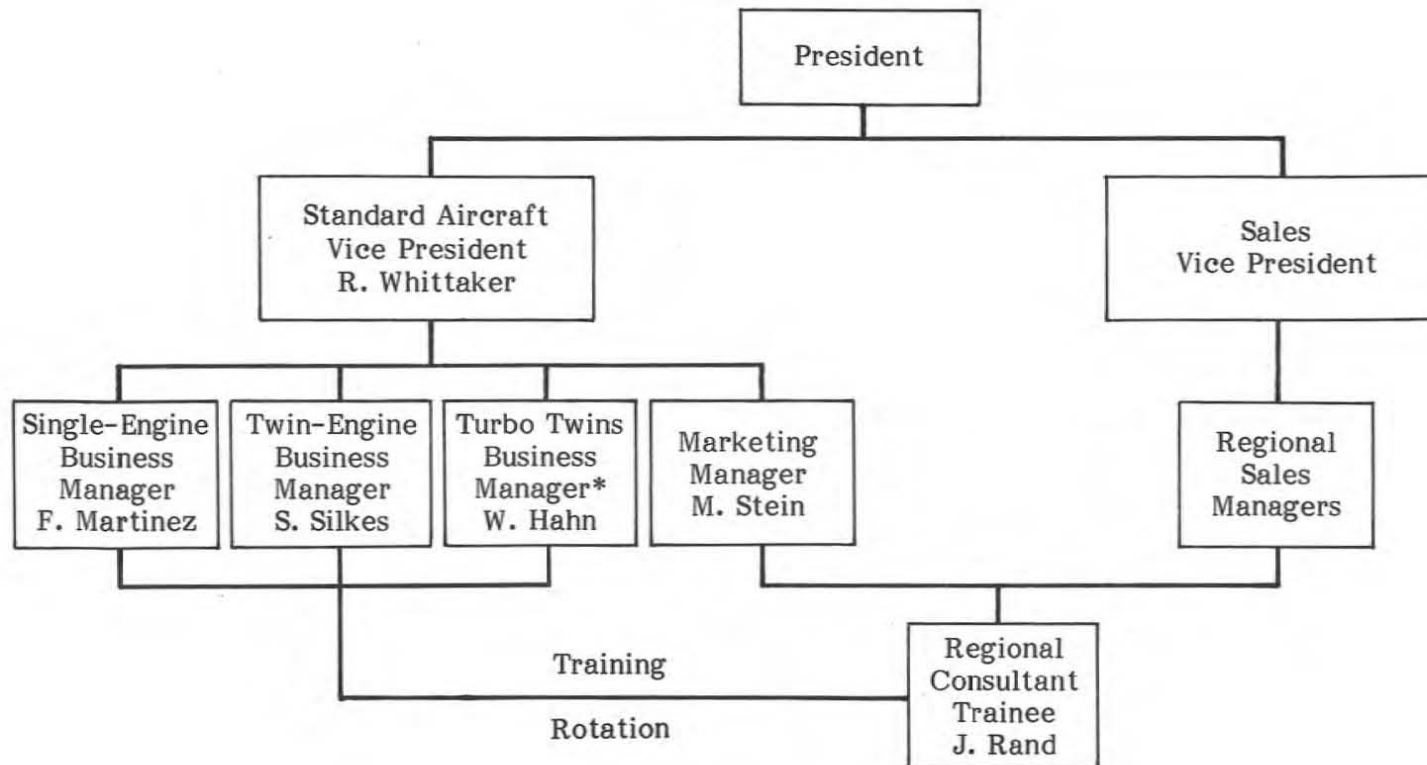 President
Standard Aircraft
Vice President
R. Whittaker
Sales
Vice President
Single-Engine
Business
Manager
F. Martinez
Twin-Engine
Business
Manager
S. Silkes
Turbo Twins
Business
Manager*
W. Hahn
Marketing
Manager
M. Stein
Regional
Sales
Managers
Training
Rotation
Regional
Consultant
Trainee
J. Rand